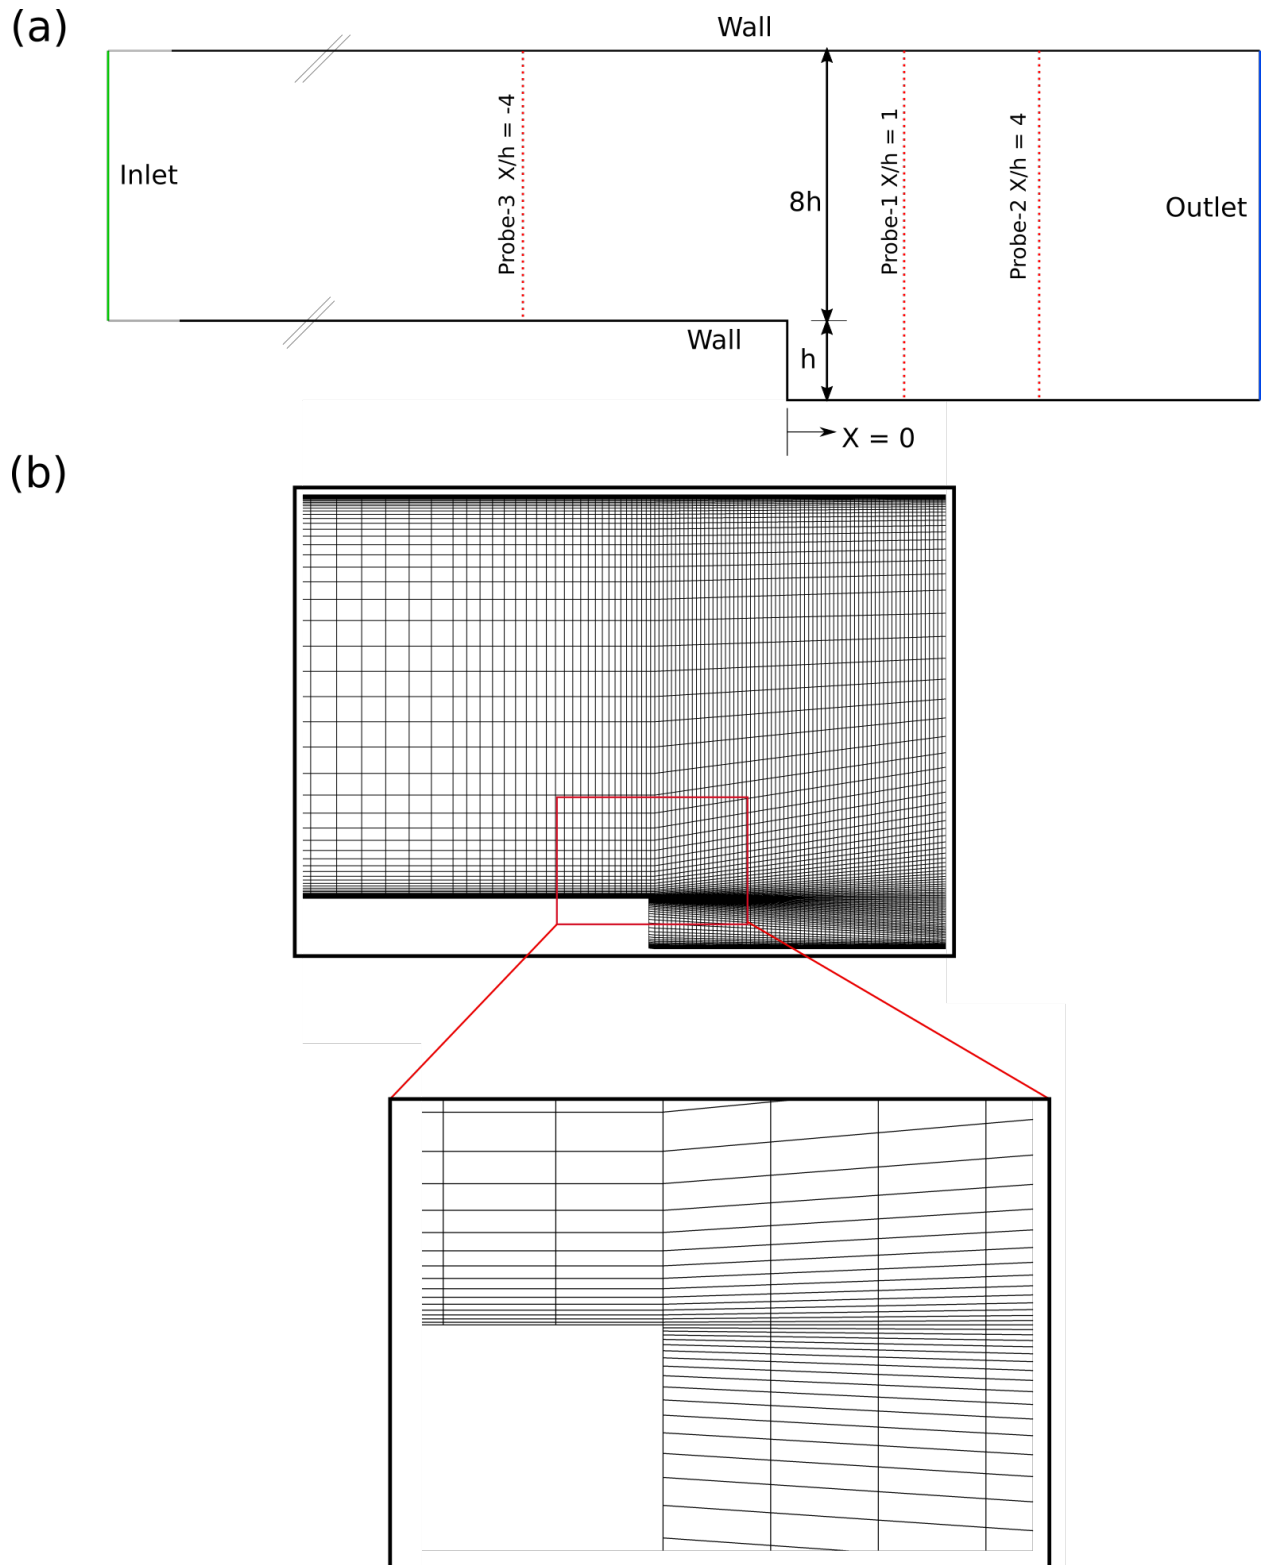 (a)
Wall
Inlet
Probe-3 X/h = -4
8h
Probe-1 X/h = 1
Probe-2 X/h = 4
Outlet
Wall
h
X = 0
(b)